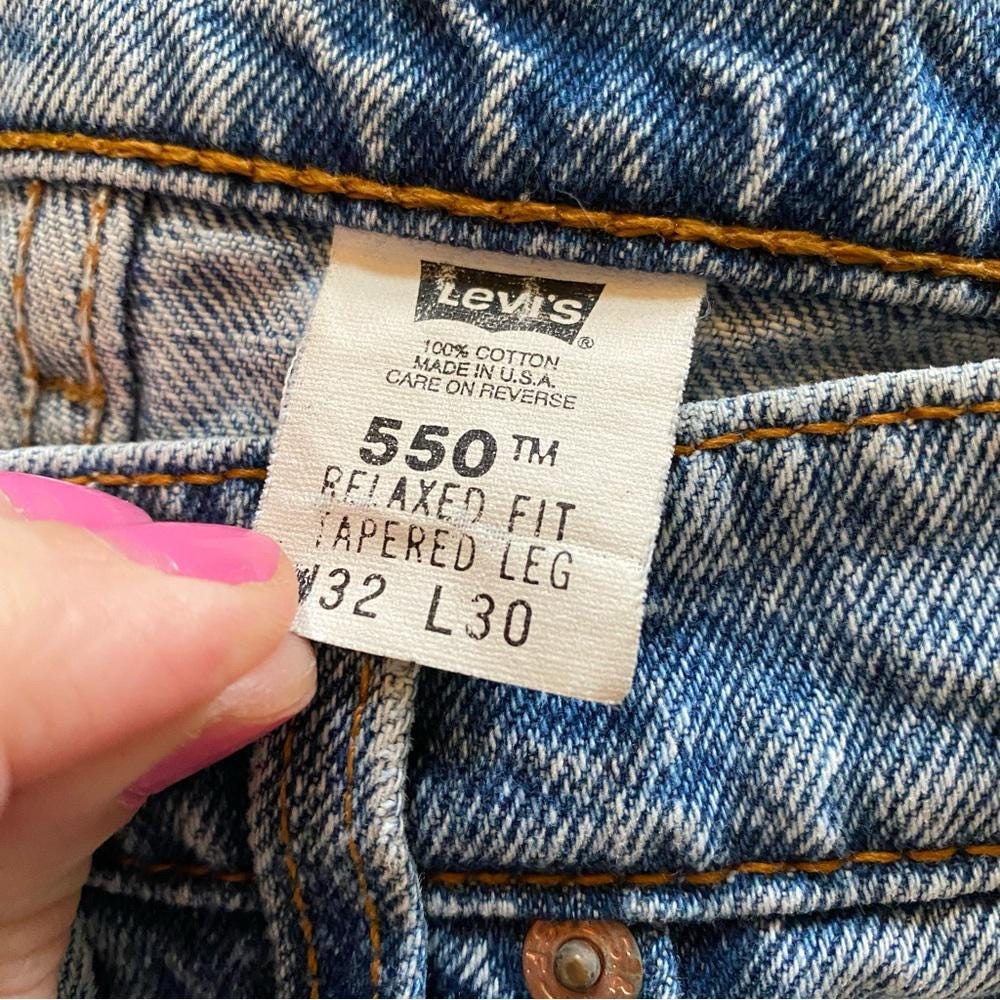 Levi's®
100% COTTON
MADE IN U.S.A.
CARE ON REVERSE
550™
RELAXED FIT
TAPERED LEG
W32 L30